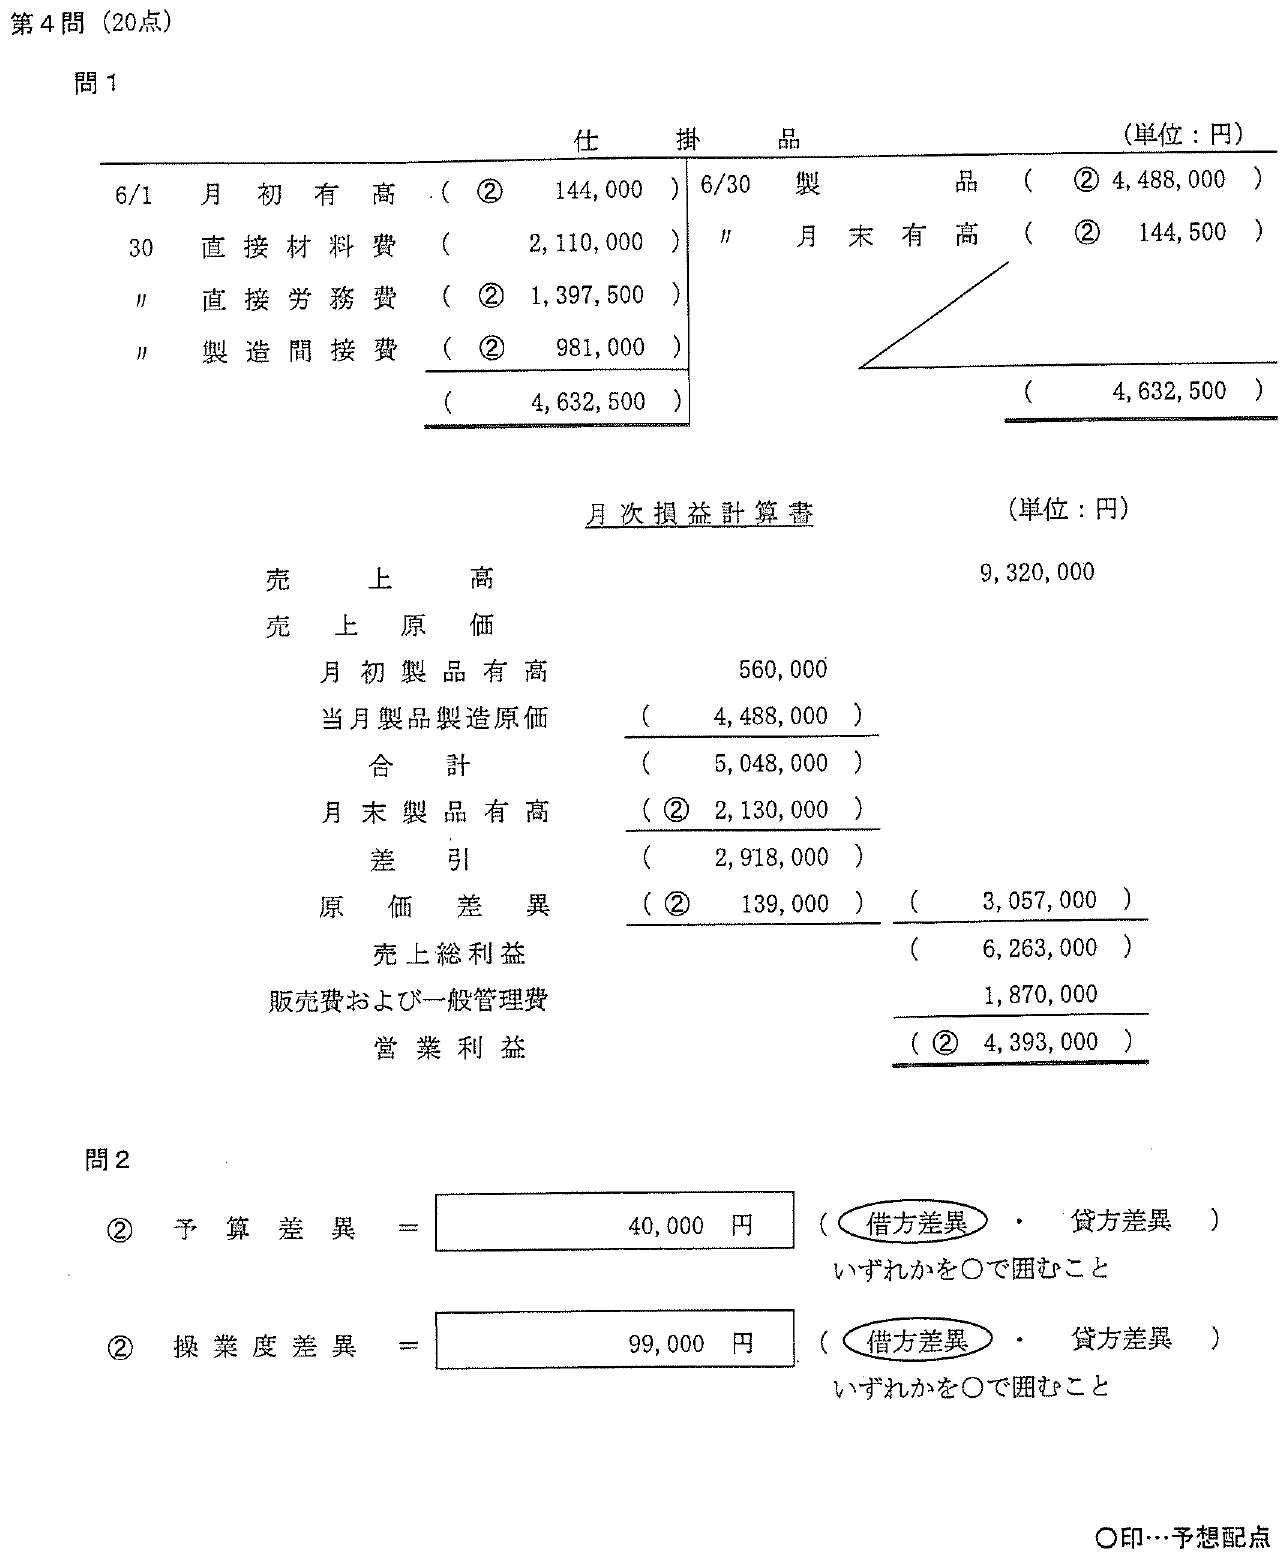 第４問（20点）
問１
仕掛品 （単位：円）
6/1 月初有高 ( ② 144,000 ) 6/30 製品 ( ② 4,488,000 )
30 直接材料費 ( 2,110,000 ) 〃 月末有高 ( ② 144,500 )
〃 直接労務費 ( ② 1,397,500 )
〃 製造間接費 ( ② 981,000 )
( 4,632,500 ) ( 4,632,500 )
月次損益計算書 （単位：円）
売上高 9,320,000
売上原価
月初製品有高 560,000
当月製品製造原価 ( 4,488,000 )
合計 ( 5,048,000 )
月末製品有高 ( ② 2,130,000 )
差引 ( 2,918,000 )
原価差異 ( ② 139,000 ) ( 3,057,000 )
売上総利益 ( 6,263,000 )
販売費および一般管理費 1,870,000
営業利益 ( ② 4,393,000 )
問２
② 予算差異 ＝ 40,000 円 ( 借方差異 ・ 貸方差異 )
いずれかを〇で囲むこと
② 操業度差異 ＝ 99,000 円 ( 借方差異 ・ 貸方差異 )
いずれかを〇で囲むこと
〇印…予想配点